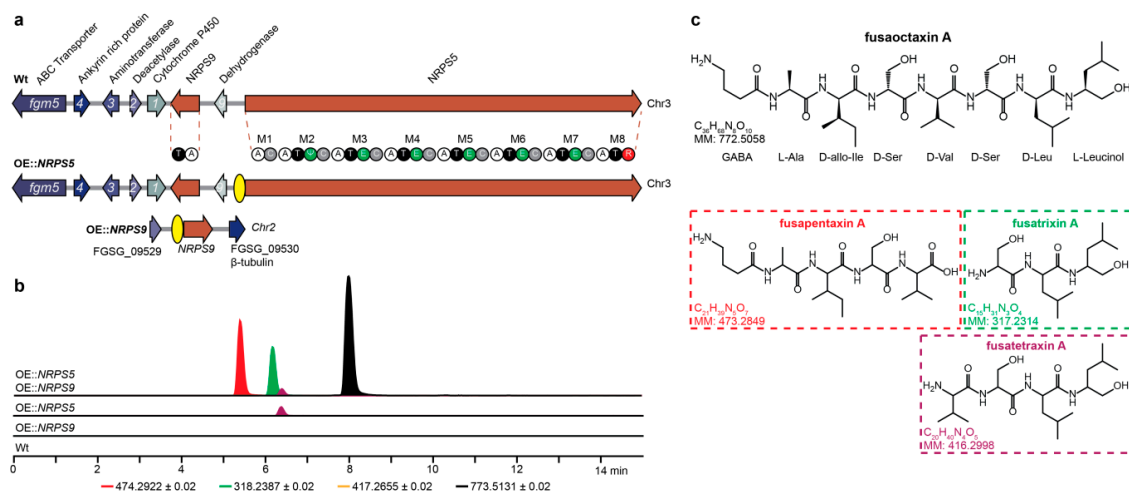 a
ABC Transporter
Ankyrin rich protein
Aminotransferase
Deacetylase
Cytochrome P450
NRPS9
Dehydrogenase
NRPS5
Wt
fgm5 4 3 2 1 Chr3
M1 M2 M3 M4 M5 M6 M7 M8
OE::NRPS5
fgm5 4 3 2 1 Chr3
OE::NRPS9 Chr2
FGSG_09529 NRPS9 FGSG_09530
β-tubulin
b
OE::NRPS5
OE::NRPS9
OE::NRPS5
OE::NRPS9
Wt
0 2 4 6 8 10 12 14 min
474.2922 ± 0.02 318.2387 ± 0.02 417.2655 ± 0.02 773.5131 ± 0.02
c
fusaoctaxin A
C36H68N8O10
MM: 772.5058
GABA L-Ala D-allo-Ile D-Ser D-Val D-Ser D-Leu L-Leucinol
fusapentaxin A
C21H39N5O7
MM: 473.2849
fusatrixin A
C15H31N3O4
MM: 317.2314
fusatetraxin A
C20H40N4O5
MM: 416.2998